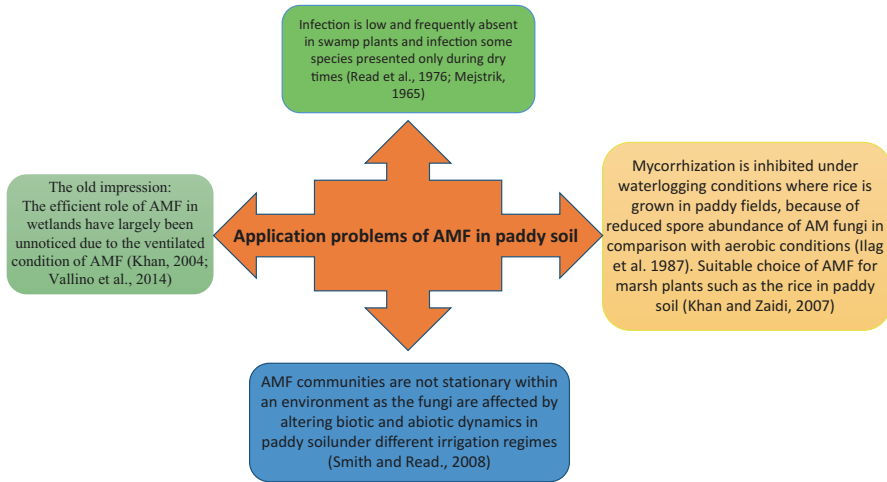 Infection is low and frequently absent
in swamp plants and infection some
species presented only during dry
times (Read et al., 1976; Mejstrik,
1965)
The old impression:
The efficient role of AMF in
wetlands have largely been
unnoticed due to the ventilated
condition of AMF (Khan, 2004;
Vallino et al., 2014)
Application problems of AMF in paddy soil
Mycorrhization is inhibited under
waterlogging conditions where rice is
grown in paddy fields, because of
reduced spore abundance of AM fungi in
comparison with aerobic conditions (Ilag
et al. 1987). Suitable choice of AMF for
marsh plants such as the rice in paddy
soil (Khan and Zaidi, 2007)
AMF communities are not stationary within
an environment as the fungi are affected by
altering biotic and abiotic dynamics in
paddy soilunder different irrigation regimes
(Smith and Read., 2008)